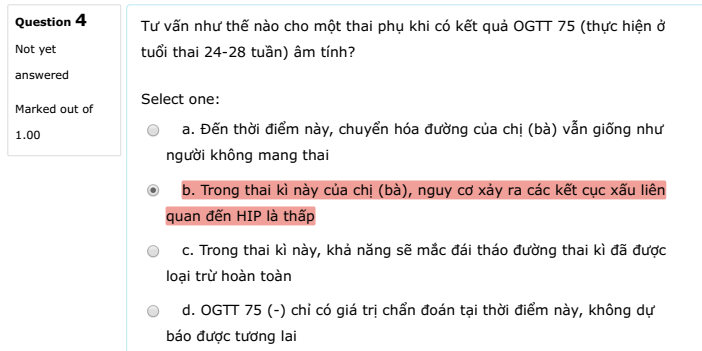 Question 4
Not yet
answered
Marked out of
1.00
Tư vấn như thế nào cho một thai phụ khi có kết quả OGTT 75 (thực hiện ở
tuổi thai 24-28 tuần) âm tính?
Select one:
a. Đến thời điểm này, chuyển hóa đường của chị (bà) vẫn giống như
người không mang thai
b. Trong thai kì này của chị (bà), nguy cơ xảy ra các kết cục xấu liên
quan đến HIP là thấp
c. Trong thai kì này, khả năng sẽ mắc đái tháo đường thai kì đã được
loại trừ hoàn toàn
d. OGTT 75 (-) chỉ có giá trị chẩn đoán tại thời điểm này, không dự
báo được tương lai